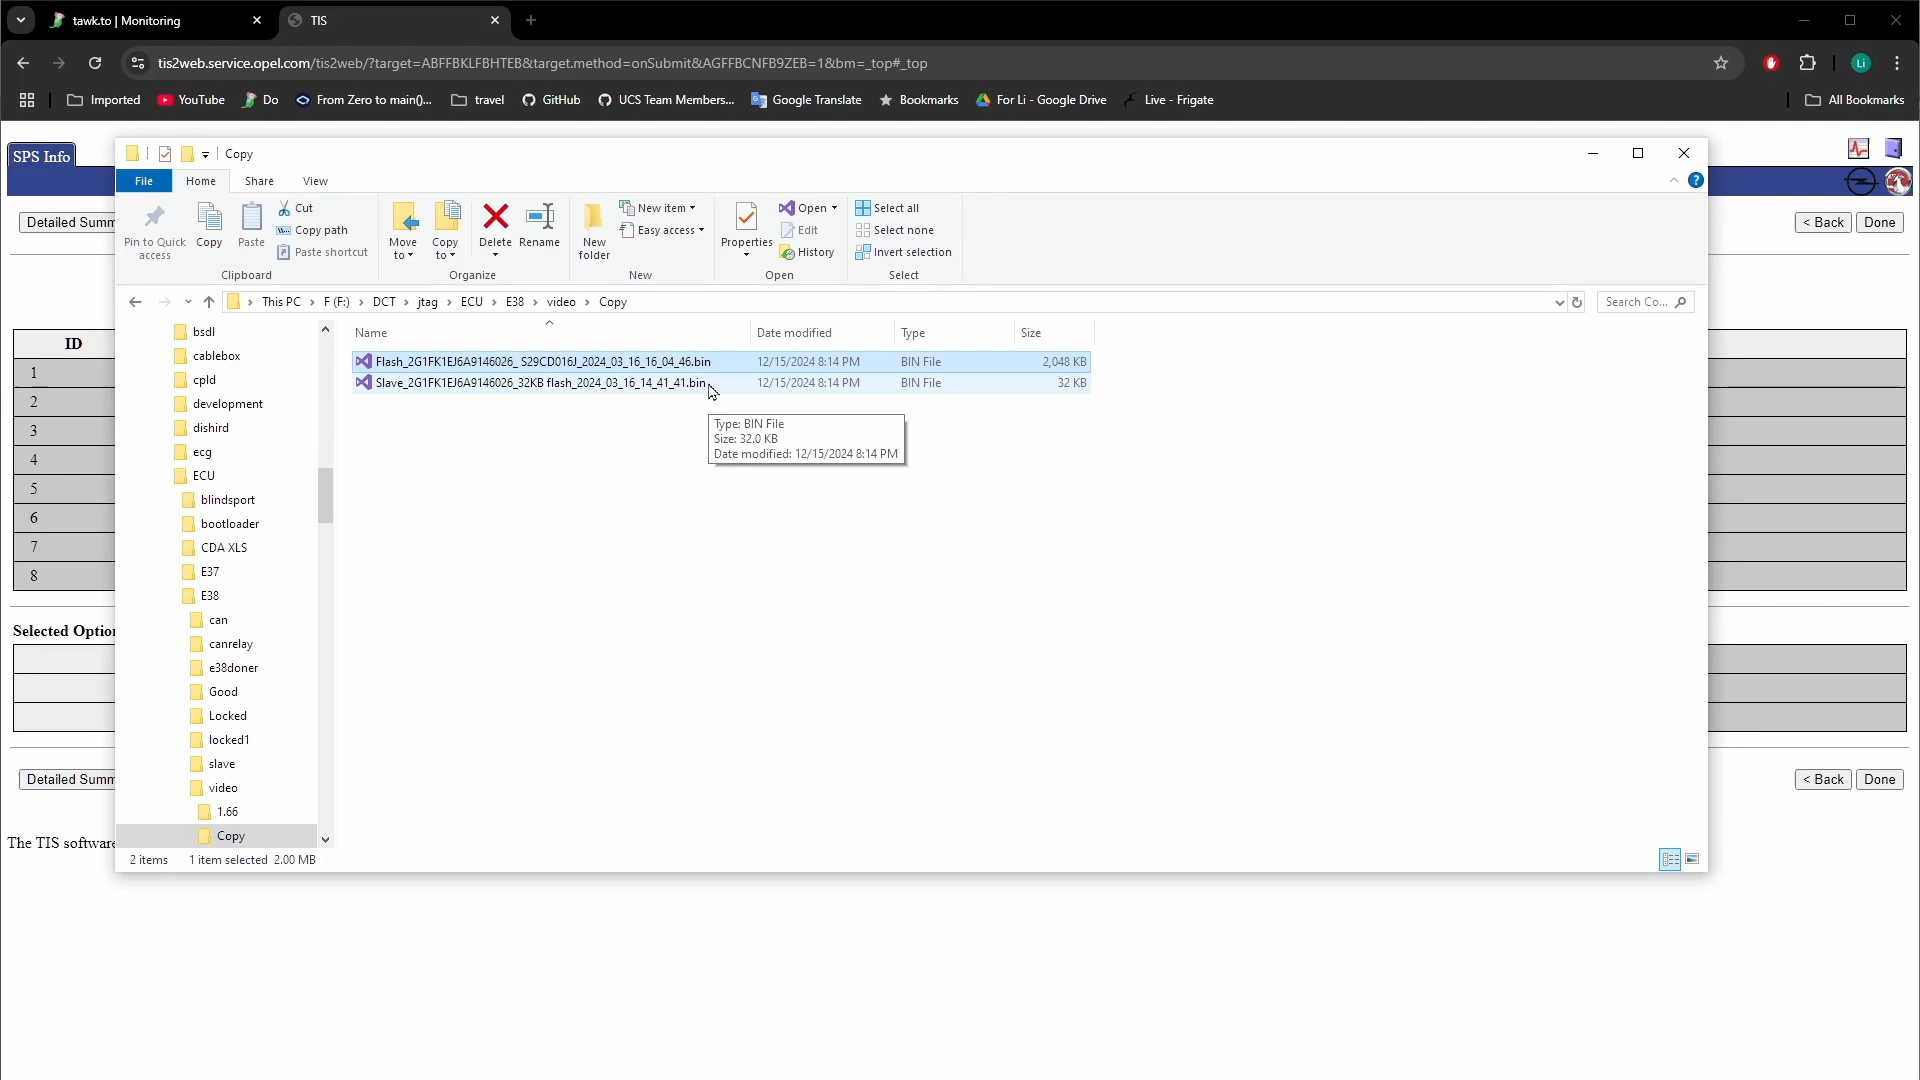 tawk.to | Monitoring
TIS
tis2web.service.opel.com/tis2web/?target=ABFFBKLFBHTEB&target.method=onSubmit&AGFFBCNFB9ZEB=1&bm=_top#_top
Li
Imported
YouTube
Do
From Zero to main()...
travel
GitHub
UCS Team Members...
Google Translate
Bookmarks
For Li - Google Drive
Live - Frigate
All Bookmarks
SPS Info
Copy
File
Home
Share
View
Detailed Summ
< Back
Done
Pin to Quick access
Copy
Paste
Cut
Copy path
Paste shortcut
Clipboard
Move to
Copy to
Delete
Rename
Organize
New folder
New item
Easy access
New
Properties
Open
Edit
History
Open
Select all
Select none
Invert selection
Select
This PC > F (F:) > DCT > jtag > ECU > E38 > video > Copy
Search Co...
ID
1
2
3
4
5
6
7
8
bsdl
cablebox
cpld
development
dishird
ecg
ECU
blindsport
bootloader
CDA XLS
E37
E38
can
canrelay
e38doner
Good
Locked
locked1
slave
video
1.66
Copy
Name Date modified Type Size
Flash_2G1FK1EJ6A9146026_ S29CD016J_2024_03_16_16_04_46.bin 12/15/2024 8:14 PM BIN File 2,048 KB
Slave_2G1FK1EJ6A9146026_32KB flash_2024_03_16_14_41_41.bin 12/15/2024 8:14 PM BIN File 32 KB
Type: BIN File
Size: 32.0 KB
Date modified: 12/15/2024 8:14 PM
2 items 1 item selected 2.00 MB
Selected Option
Detailed Summ
< Back
Done
The TIS software